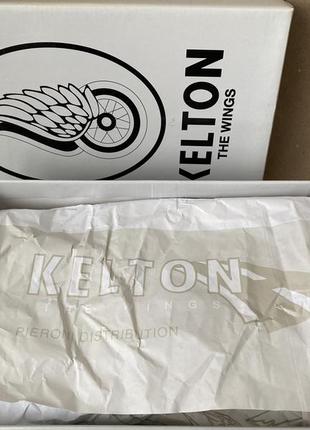 KELTON
THE WINGS
KELTON
THE WINGS
PIERONI DISTRIBUTION